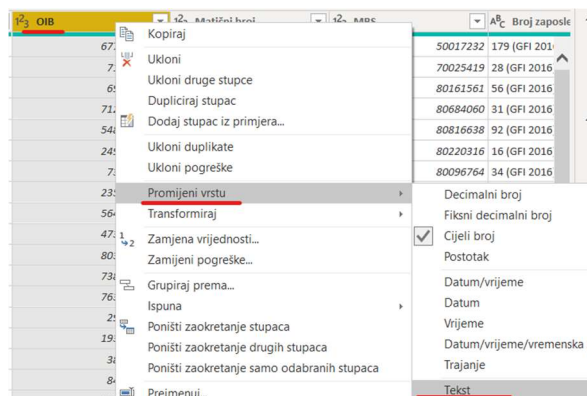 1²3 OIB 1²3 Matični broj 1²3 MBS ABC Broj zaposle
Kopiraj
50017232 179 (GFI 201
Ukloni
70025419 28 (GFI 2016
Ukloni druge stupce
80161561 56 (GFI 2016
Dupliciraj stupac
80684060 31 (GFI 2016
Dodaj stupac iz primjera...
80816638 92 (GFI 2016
Ukloni duplikate
80220316 16 (GFI 2016
Ukloni pogreške
80096764 34 (GFI 2016
Promijeni vrstu
Decimalni broj
Transformiraj
Fiksni decimalni broj
Zamjena vrijednosti...
Cijeli broj
Zamijeni pogreške...
Postotak
Grupiraj prema...
Datum/vrijeme
Ispuna
Datum
Poništi zaokretanje stupaca
Vrijeme
Poništi zaokretanje drugih stupaca
Datum/vrijeme/vremenska
Poništi zaokretanje samo odabranih stupaca
Trajanje
Preimenuj...
Tekst